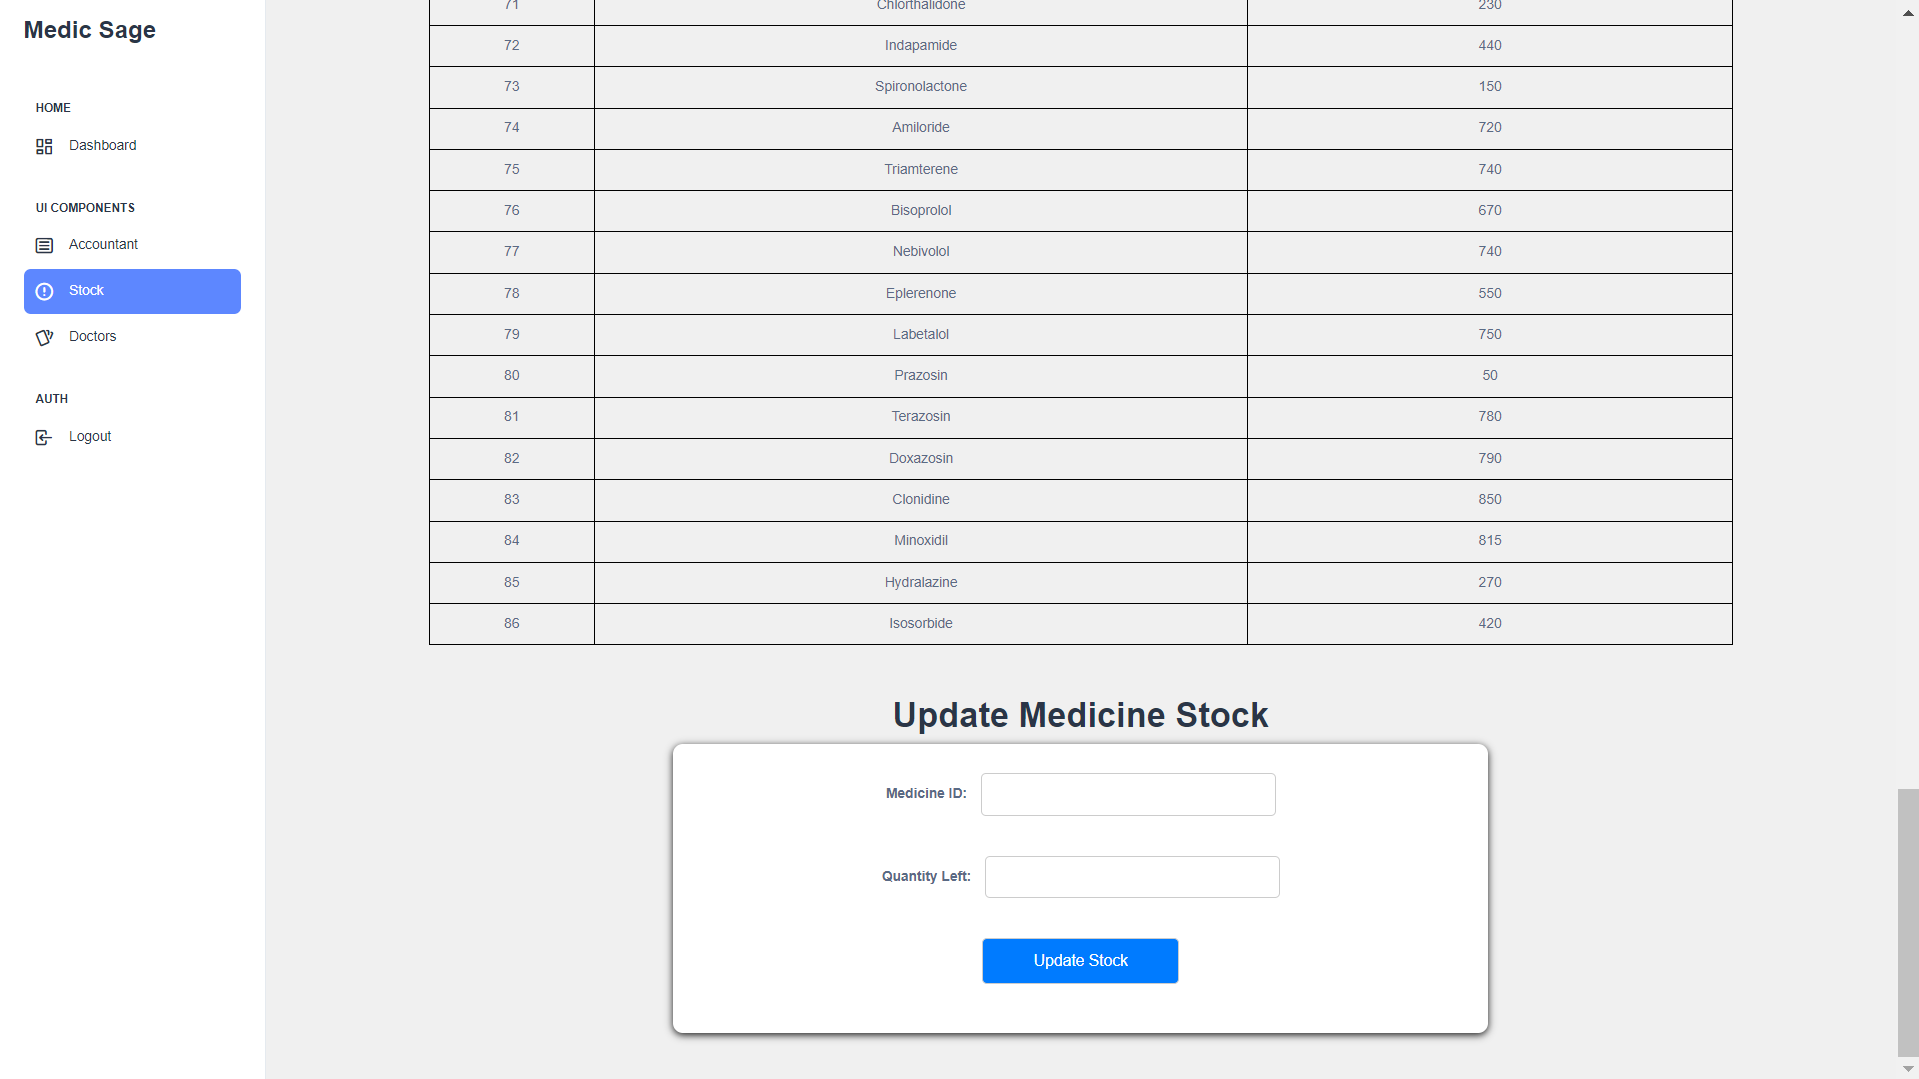 Medic Sage
HOME
Dashboard
UI COMPONENTS
Accountant
Stock
Doctors
AUTH
Logout
71 Chlorthalidone 230
72 Indapamide 440
73 Spironolactone 150
74 Amiloride 720
75 Triamterene 740
76 Bisoprolol 670
77 Nebivolol 740
78 Eplerenone 550
79 Labetalol 750
80 Prazosin 50
81 Terazosin 780
82 Doxazosin 790
83 Clonidine 850
84 Minoxidil 815
85 Hydralazine 270
86 Isosorbide 420
Update Medicine Stock
Medicine ID:
Quantity Left:
Update Stock